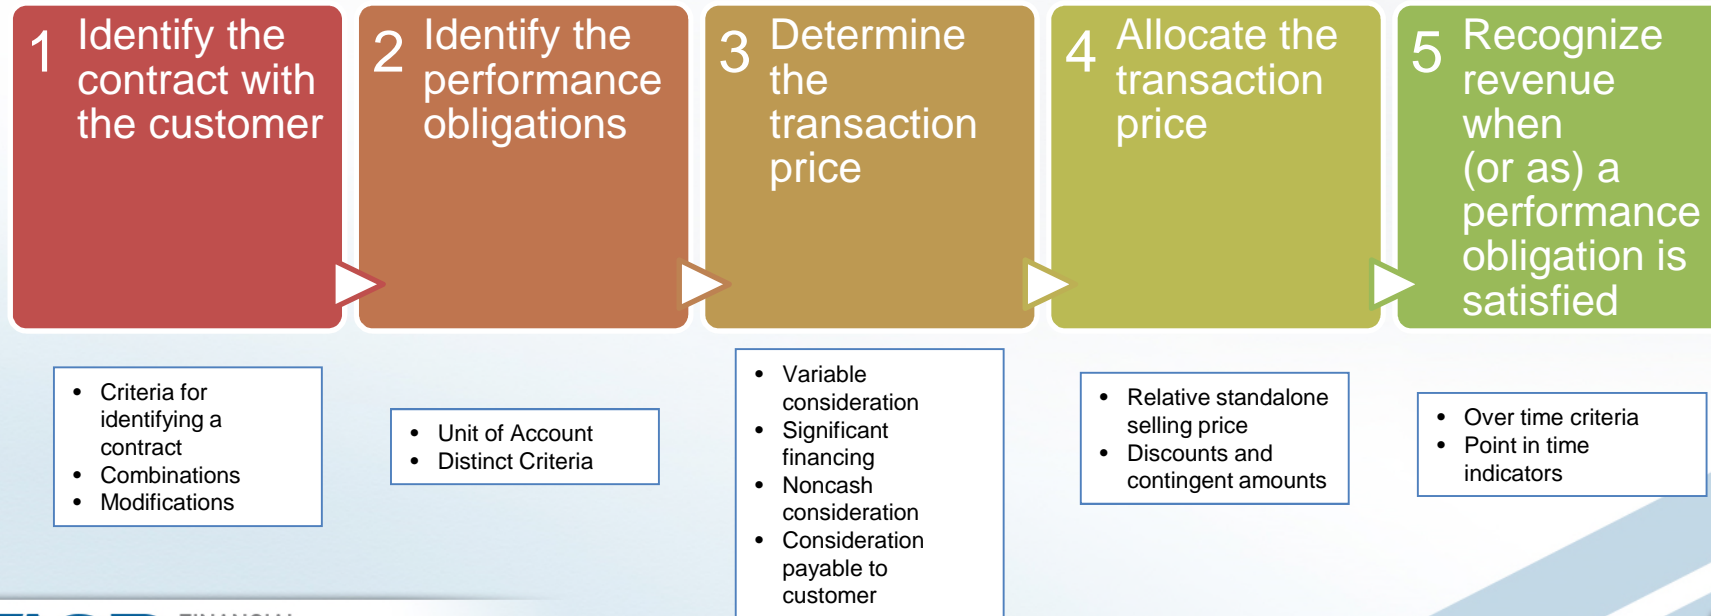 1 Identify the
contract with
the customer
2 Identify the
performance
obligations
3 Determine
the
transaction
price
4 Allocate the
transaction
price
5 Recognize
revenue
when
(or as) a
performance
obligation is
satisfied
• Criteria for
identifying a
contract
• Combinations
• Modifications
• Unit of Account
• Distinct Criteria
• Variable
consideration
• Significant
financing
• Noncash
consideration
• Consideration
payable to
customer
• Relative standalone
selling price
• Discounts and
contingent amounts
• Over time criteria
• Point in time
indicators